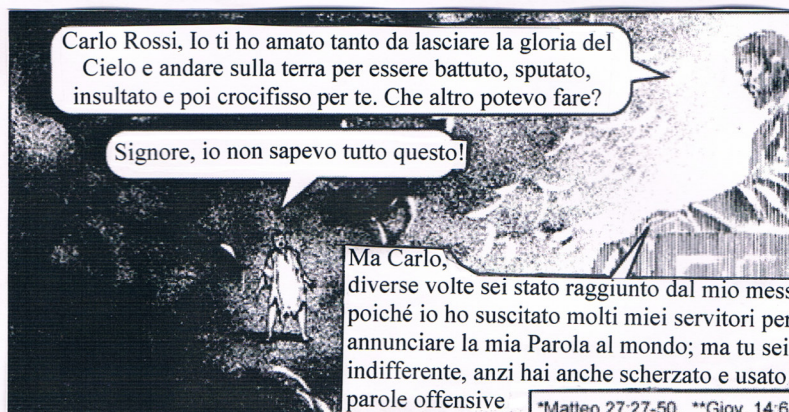 Carlo Rossi, Io ti ho amato tanto da lasciare la gloria del
Cielo e andare sulla terra per essere battuto, sputato,
insultato e poi crocifisso per te. Che altro potevo fare?
Signore, io non sapevo tutto questo!
Ma Carlo,
diverse volte sei stato raggiunto dal mio mess
poiché io ho suscitato molti miei servitori per
annunciare la mia Parola al mondo; ma tu sei
indifferente, anzi hai anche scherzato e usato
parole offensive
*Matteo 27:27-50 **Giov. 14:6